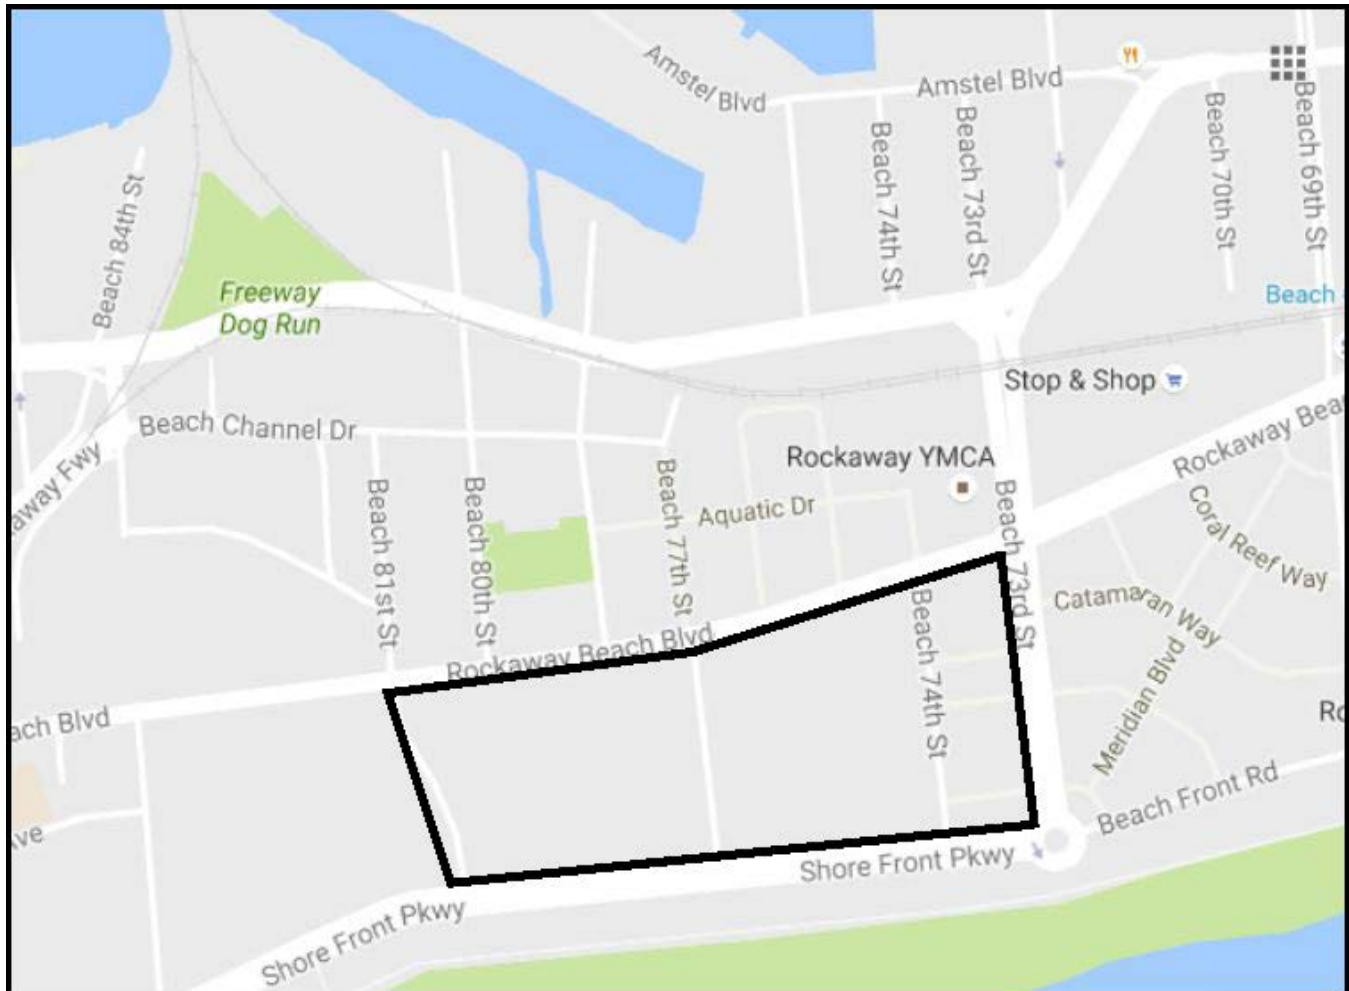 Amstel Blvd
Amstel Blvd
Beach 84th St
Beach 74th St
Beach 73rd St
Beach 70th St
Beach 69th St
Freeway
Dog Run
Beach
Stop & Shop
Beach Channel Dr
Rockaway YMCA
Rockaway Bea
away Fwy
Beach 81st St
Beach 80th St
Beach 77th St
Aquatic Dr
Beach 73rd St
Coral Reef Way
Catamaran Way
Rockaway Beach Blvd
Beach 74th St
Meridian Blvd
ach Blvd
Ro
Beach Front Rd
Ave
Shore Front Pkwy
Shore Front Pkwy